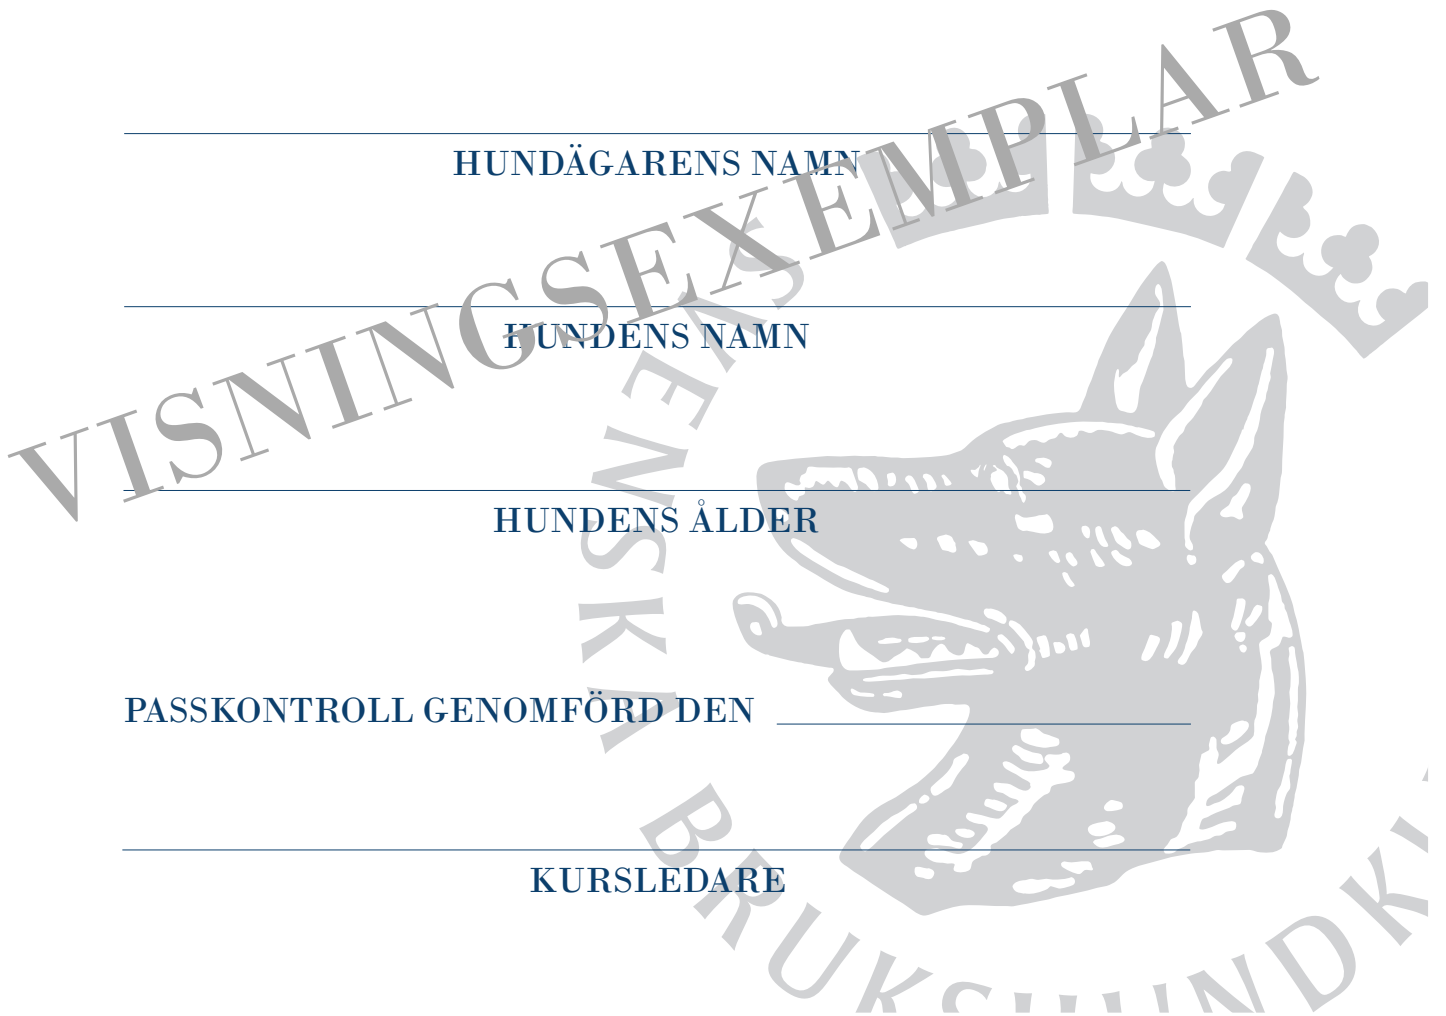 VISNINGSEXEMPLAR
HUNDÄGARENS NAMN
HUNDENS NAMN
HUNDENS ÅLDER
PASSKONTROLL GENOMFÖRD DEN
KURSLEDARE
SVENSKA BRUKSHUNDK